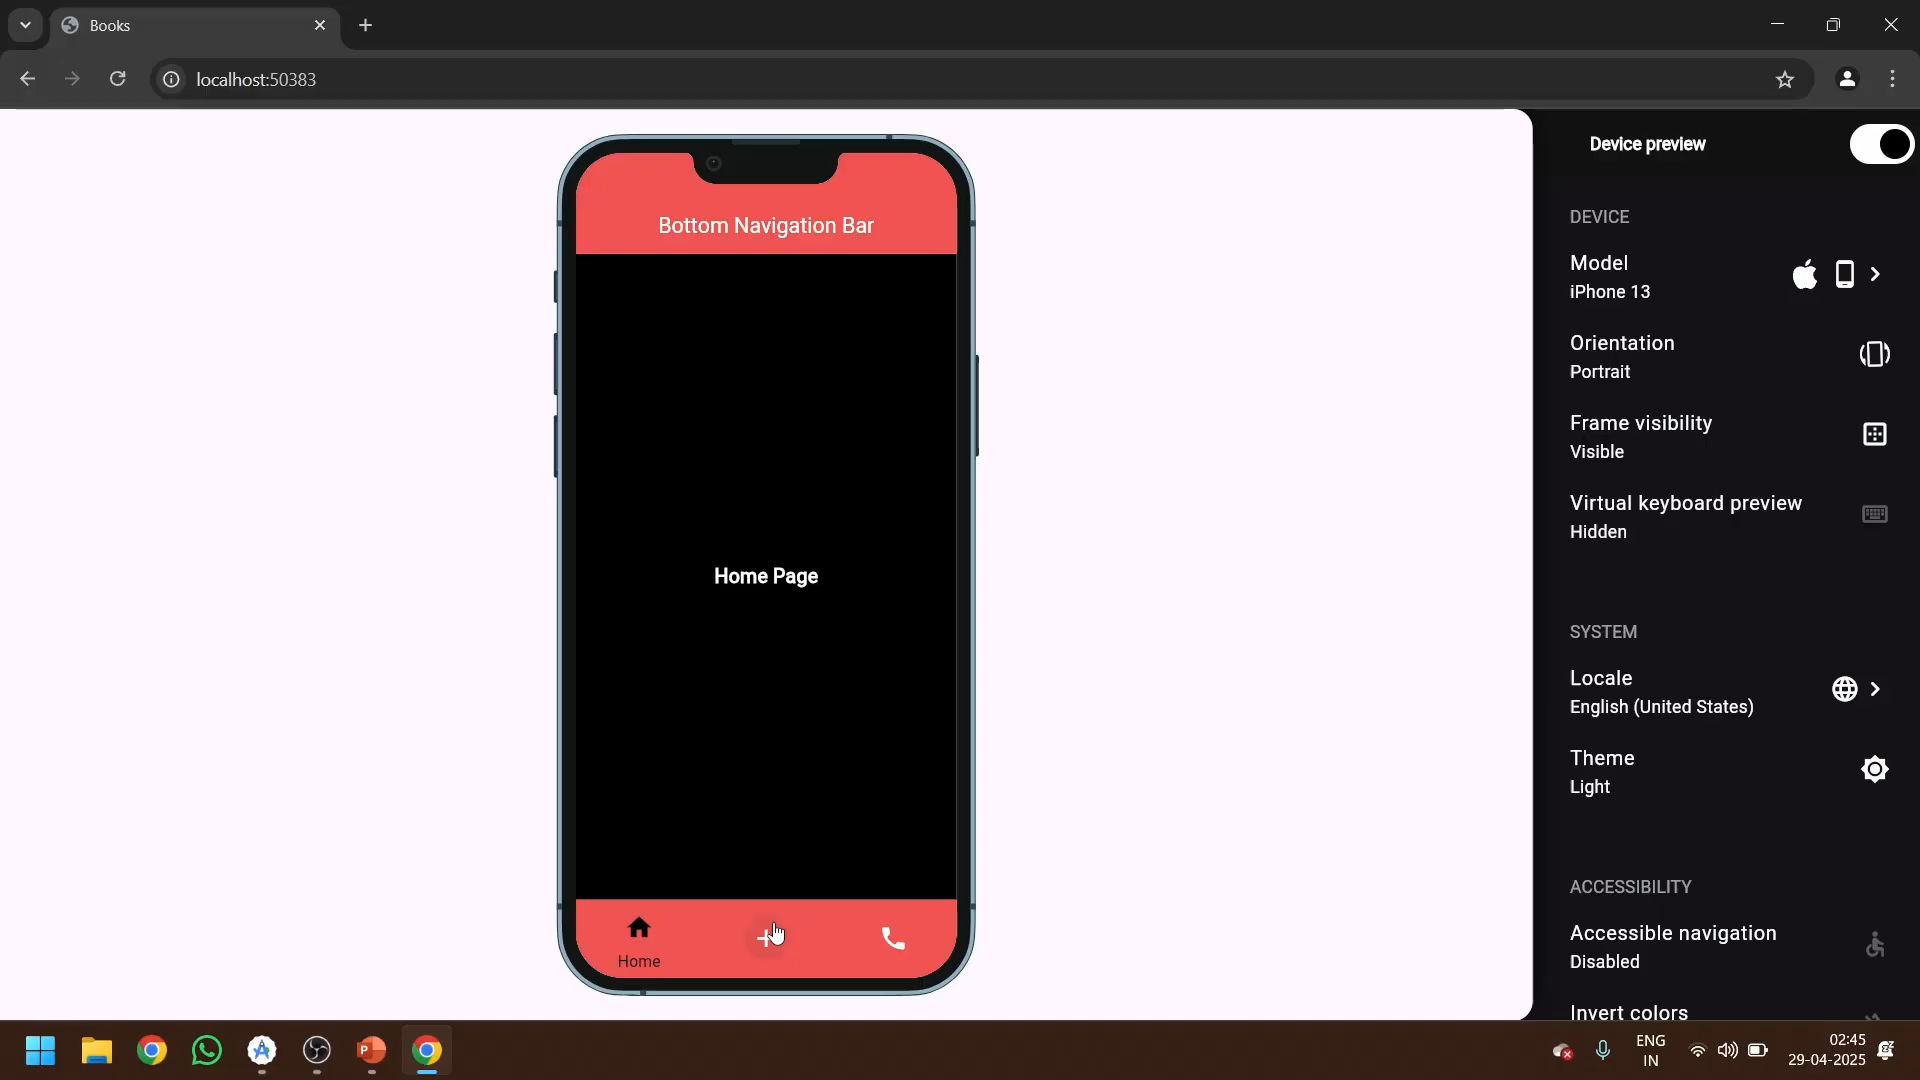 Books
localhost:50383
Bottom Navigation Bar
Home Page
Home
Device preview
DEVICE
Model
iPhone 13
Orientation
Portrait
Frame visibility
Visible
Virtual keyboard preview
Hidden
SYSTEM
Locale
English (United States)
Theme
Light
ACCESSIBILITY
Accessible navigation
Disabled
Invert colors
ENG
IN
02:45
29-04-2025